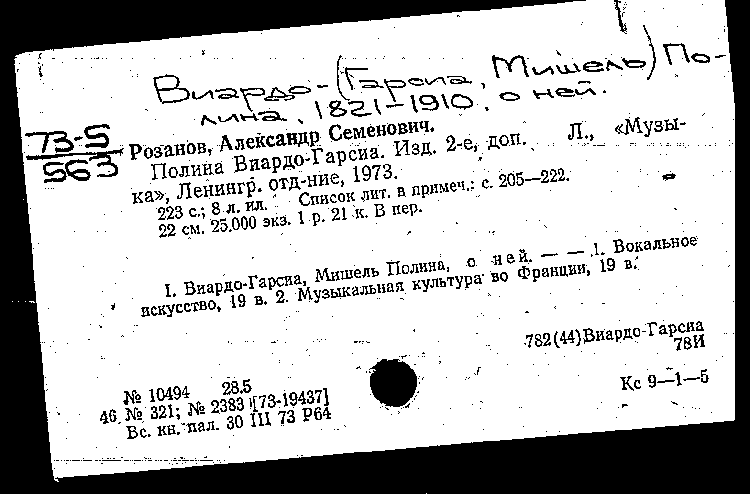 Виардо-(Гарсиа, Мишель) По-
лина, 1821-1910, о ней.
73-5
563
Розанов, Александр Семенович.
Полина Виардо-Гарсиа. Изд. 2-е, доп. Л., «Музы-
ка», Ленингр. отд-ние, 1973.
223 с.; 8 л. ил. Список лит. в примеч.: с. 205—222.
22 см. 25.000 экз. 1 р. 21 к. В пер.
I. Виардо-Гарсиа, Мишель Полина, о ней. — — 1. Вокальное
искусство, 19 в. 2. Музыкальная культура во Франции, 19 в.
782(44)Виардо-Гарсиа
78И
№ 10494 28.5
46 № 321; № 2383 [73-19437]
Вс. кн. пал. 30 III 73 Р64
Кс 9—1—5